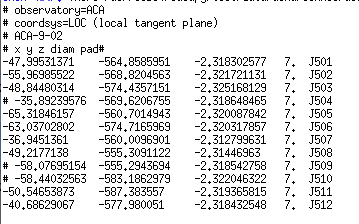 # observatory=ACA
# coordsys=LOC (local tangent plane)
# ACA-9-02
# x y z diam pad#
-47.99531371 -564.8585951 -2.318302577 7. J501
-55.96985522 -568.8204563 -2.321721131 7. J502
-48.84480314 -574.4357151 -2.325168129 7. J503
# -35.89239576 -569.6206755 -2.318648465 7. J504
-65.31846157 -560.7014943 -2.320087842 7. J505
-63.03702802 -574.7165969 -2.320317857 7. J506
-36.9451361 -560.0096901 -2.312799631 7. J507
-49.2177138 -555.3091122 -2.31446963 7. J508
# -58.07695154 -555.2943694 -2.318542759 7. J509
# -58.44032563 -583.1862979 -2.322046322 7. J510
-50.54653873 -587.383557 -2.319365815 7. J511
-40.68629067 -577.980051 -2.318432548 7. J512